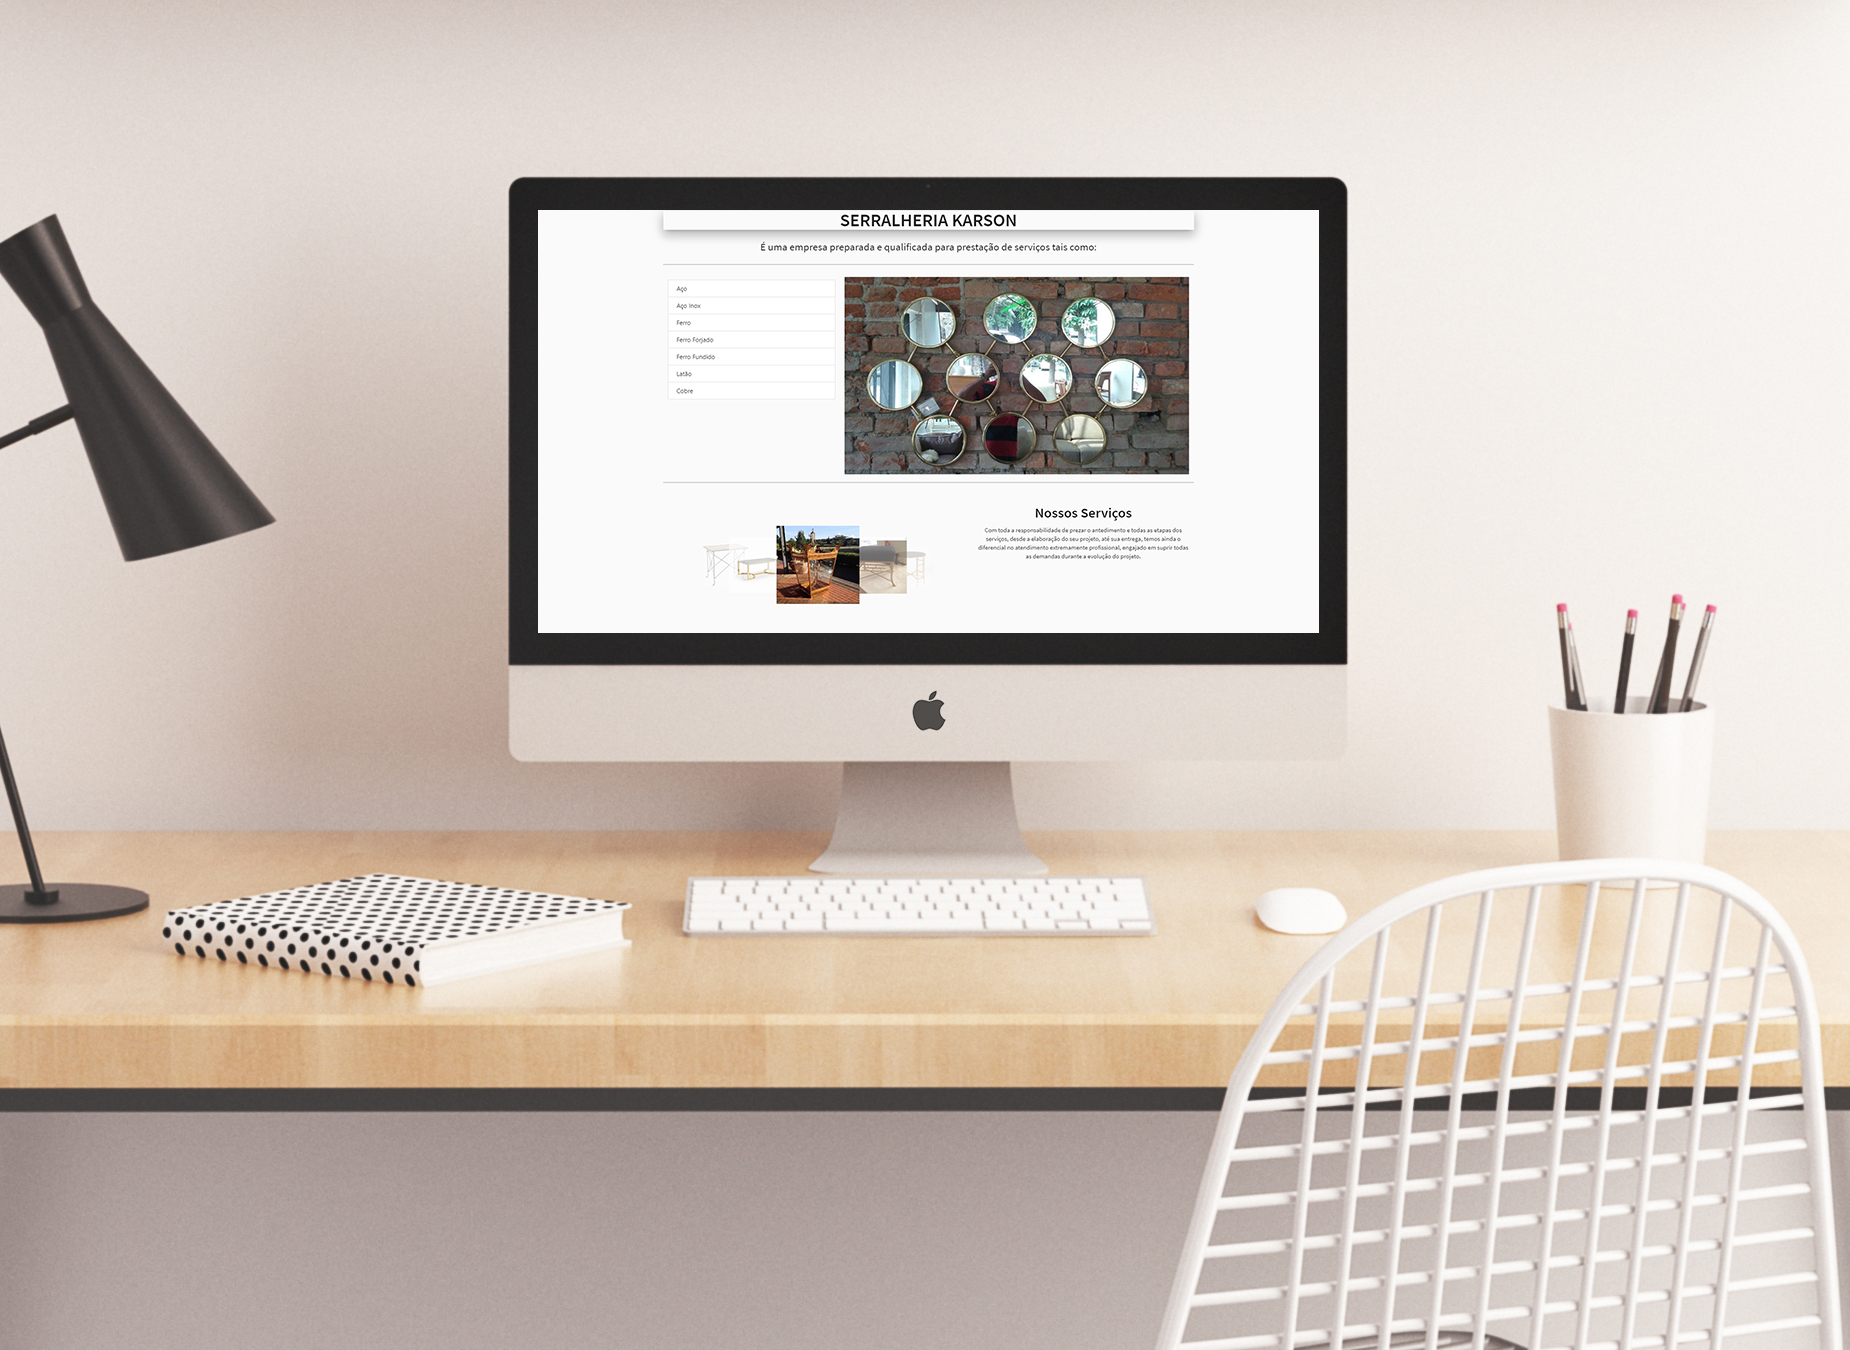 SERRALHERIA KARSON
É uma empresa preparada e qualificada para prestação de serviços tais como:
Aço
Aço Inox
Ferro
Ferro Forjado
Ferro Fundido
Latão
Cobre
Nossos Serviços
Com toda a responsabilidade de prezar o antedimento e todas as etapas dos
serviços, desde a elaboração do seu projeto, até sua entrega, temos ainda o
diferencial no atendimento extremamente profissional, engajado em suprir todas
as demandas durante a evolução do projeto.